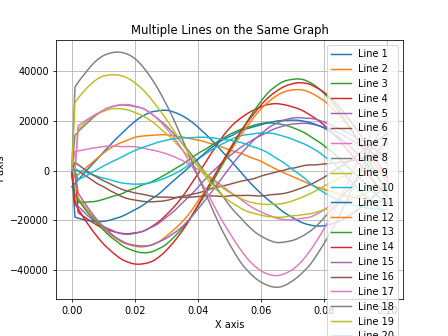 Multiple Lines on the Same Graph
40000
20000
0
−20000
−40000
axis
0.00
0.02
0.04
0.06
0.08
X axis
Line 1
Line 2
Line 3
Line 4
Line 5
Line 6
Line 7
Line 8
Line 9
Line 10
Line 11
Line 12
Line 13
Line 14
Line 15
Line 16
Line 17
Line 18
Line 19
Line 20